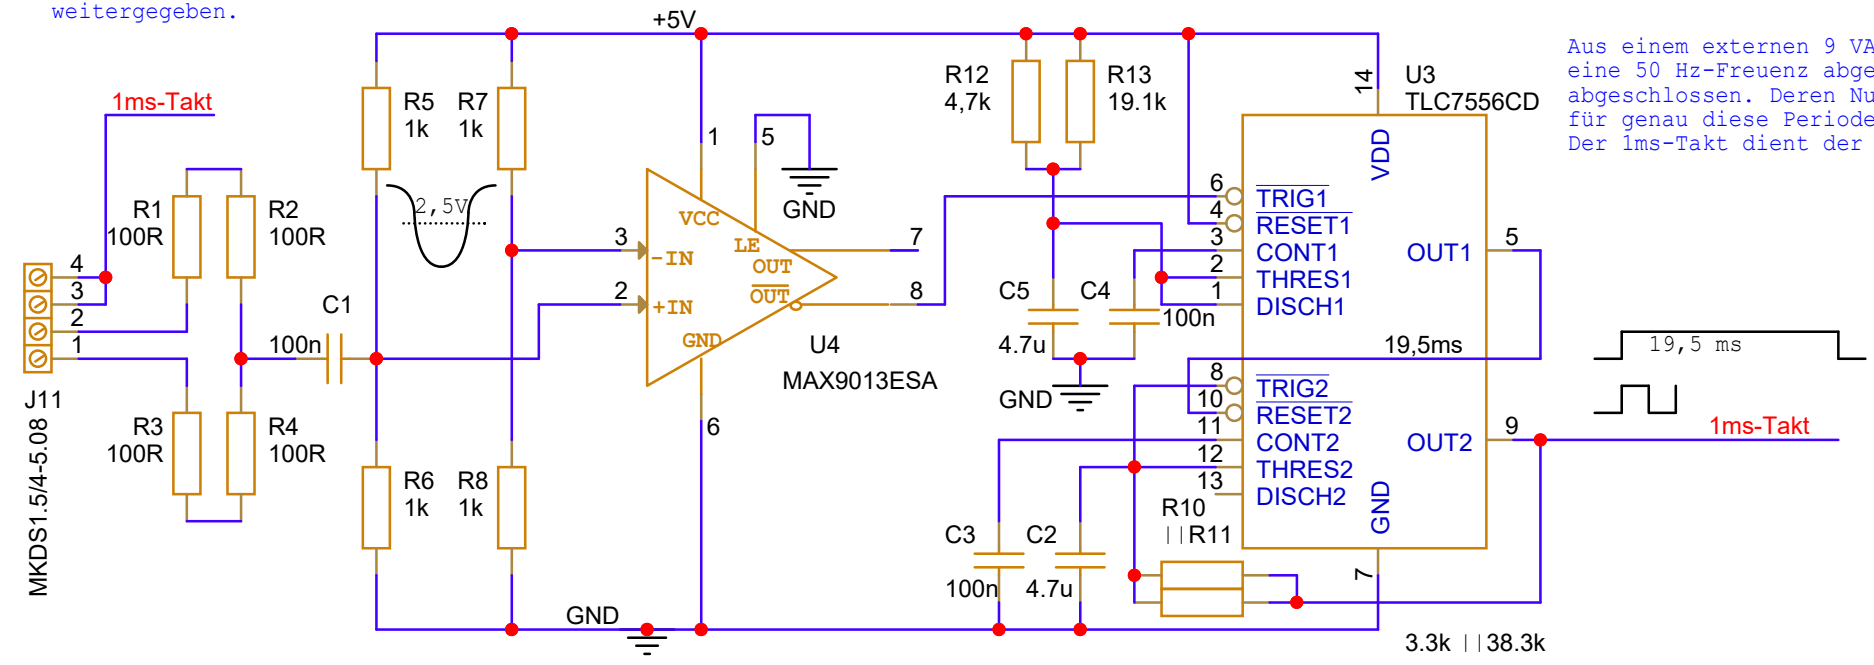 weitergegeben.
+5V
Aus einem externen 9 VA
eine 50 Hz-Freuenz abge
abgeschlossen. Deren Nu
für genau diese Periode
Der 1ms-Takt dient der
1ms-Takt
R5
1k
R7
1k
1
5
GND
R12
4,7k
R13
19.1k
14
U3
TLC7556CD
VDD
R1
100R
R2
100R
2,5V
VCC
LE
3
-IN
OUT
7
2
+IN
OUT
8
GND
6
U4
MAX9013ESA
6
TRIG1
4
RESET1
3
CONT1
2
THRES1
1
DISCH1
OUT1
5
4
3
2
1
J11
MKDS1.5/4-5.08
C1
100n
C5
4.7u
C4
100n
GND
19,5ms
19,5 ms
8
TRIG2
10
RESET2
11
CONT2
12
THRES2
13
DISCH2
OUT2
9
1ms-Takt
GND
7
R3
100R
R4
100R
R6
1k
R8
1k
C3
100n
C2
4.7u
R10
||R11
GND
3.3k ||38.3k